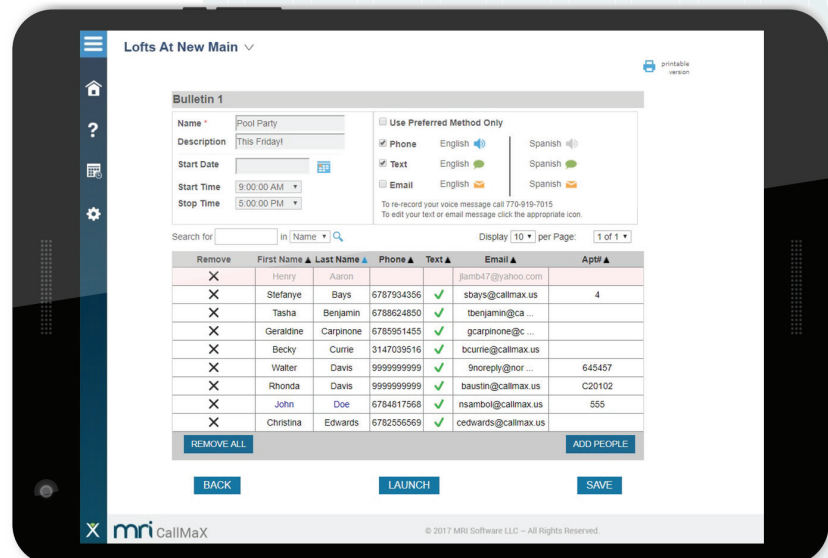 Lofts At New Main
printable
version
Bulletin 1
Name * Pool Party
Description This Friday!
Start Date
Start Time 9:00:00 AM
Stop Time 5:00:00 PM
Use Preferred Method Only
Phone English Spanish
Text English Spanish
Email English Spanish
To re-record your voice message call 770-919-7015
To edit your text or email message click the appropriate icon.
Search for in Name Display 10 per Page: 1 of 1
Remove First Name Last Name Phone Text Email Apt#
Henry Aaron jlamb47@yahoo.com
Stefanye Bays 6787934356 sbays@callmax.us 4
Tasha Benjamin 6788624850 tbenjamin@ca ...
Geraldine Carpinone 6785951455 gcarpinone@c ...
Becky Currie 3147039516 bcurrie@callmax.us
Walter Davis 9999999999 9noreply@nor ... 645457
Rhonda Davis 9999999999 baustin@callmax.us C20102
John Doe 6784817568 nsambol@callmax.us 555
Christina Edwards 6782556569 cedwards@callmax.us
REMOVE ALL ADD PEOPLE
BACK LAUNCH SAVE
mri CallMaX © 2017 MRI Software LLC – All Rights Reserved.